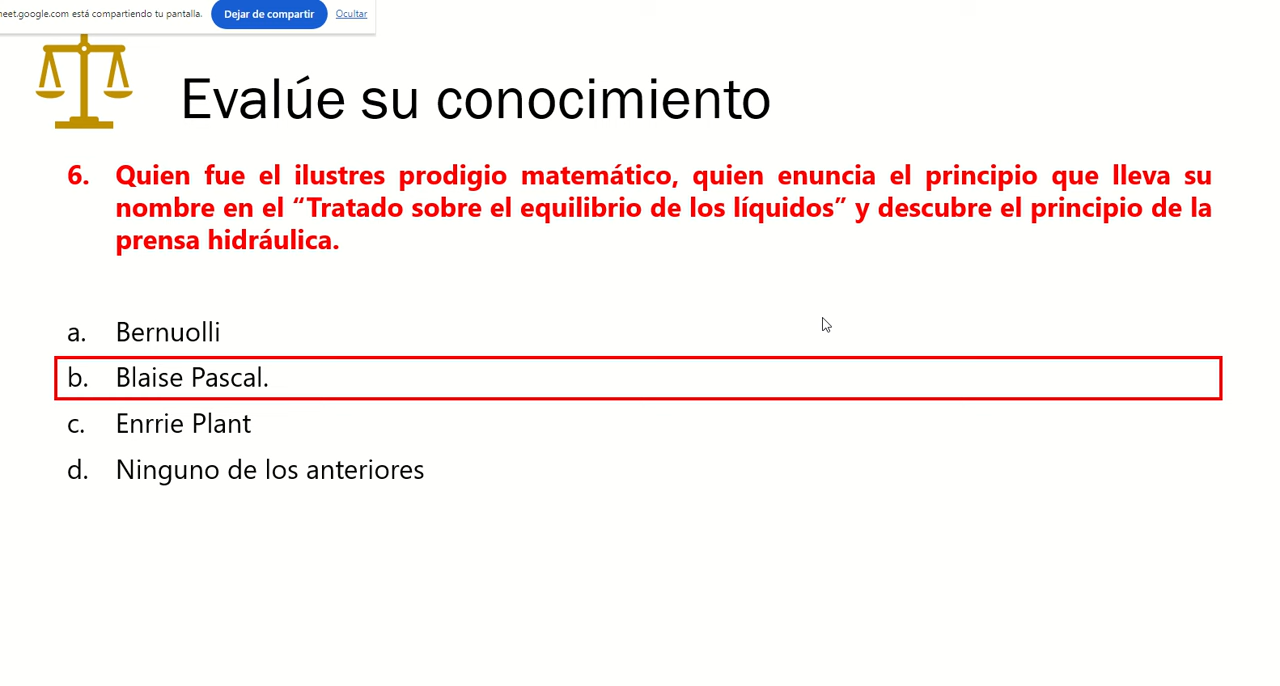 meet.google.com está compartiendo tu pantalla. Dejar de compartir Ocultar
Evalúe su conocimiento
6. Quien fue el ilustres prodigio matemático, quien enuncia el principio que lleva su
nombre en el “Tratado sobre el equilibrio de los líquidos” y descubre el principio de la
prensa hidráulica.
a. Bernuolli
b. Blaise Pascal.
c. Enrrie Plant
d. Ninguno de los anteriores